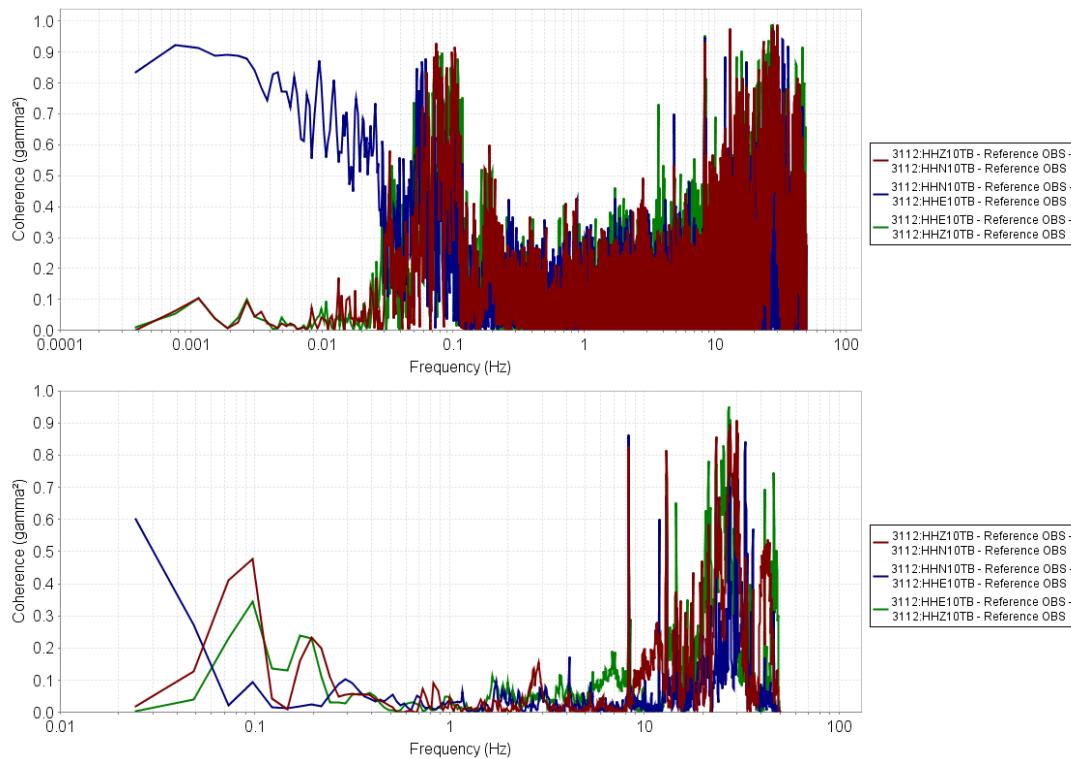 1.0
0.9
0.8
0.7
0.6
0.5
0.4
0.3
0.2
0.1
0.0
Coherence (gamma²)
0.0001 0.001 0.01 0.1 1 10 100
Frequency (Hz)
3112:HHZ10TB - Reference OBS -
3112:HHN10TB - Reference OBS
3112:HHN10TB - Reference OBS -
3112:HHE10TB - Reference OBS
3112:HHE10TB - Reference OBS -
3112:HHZ10TB - Reference OBS
1.0
0.9
0.8
0.7
0.6
0.5
0.4
0.3
0.2
0.1
0.0
Coherence (gamma²)
0.01 0.1 1 10 100
Frequency (Hz)
3112:HHZ10TB - Reference OBS -
3112:HHN10TB - Reference OBS
3112:HHN10TB - Reference OBS -
3112:HHE10TB - Reference OBS
3112:HHE10TB - Reference OBS -
3112:HHZ10TB - Reference OBS